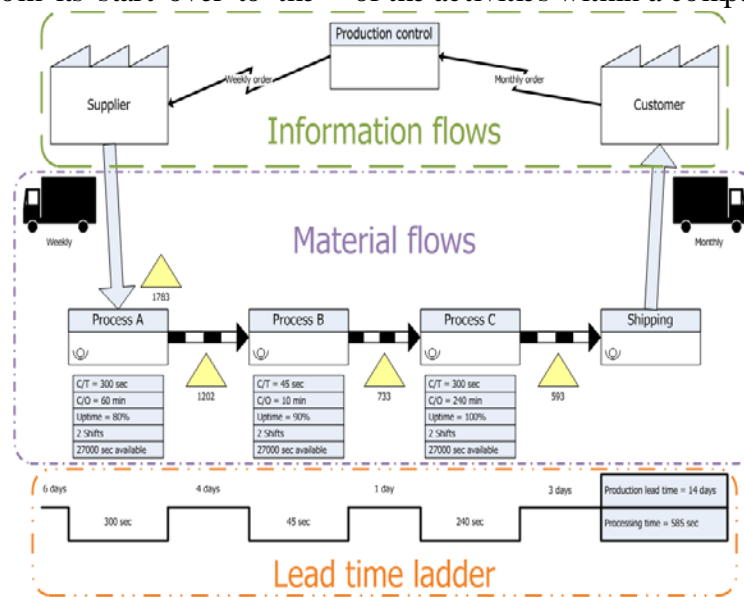 of the activities within a
Production control
Weekly order
Monthly order
Supplier
Customer
Information flows
Weekly
Material flows
Monthly
1783
Process A
Process B
Process C
Shipping
1202
733
593
C/T = 300 sec
C/O = 60 min
Uptime = 80%
2 Shifts
27000 sec available
C/T = 45 sec
C/O = 10 min
Uptime = 90%
2 Shifts
27000 sec available
C/T = 300 sec
C/O = 240 min
Uptime = 100%
2 Shifts
27000 sec available
6 days
4 days
1 day
3 days
Production lead time = 14 days
300 sec
45 sec
240 sec
Processing time = 585 sec
Lead time ladder